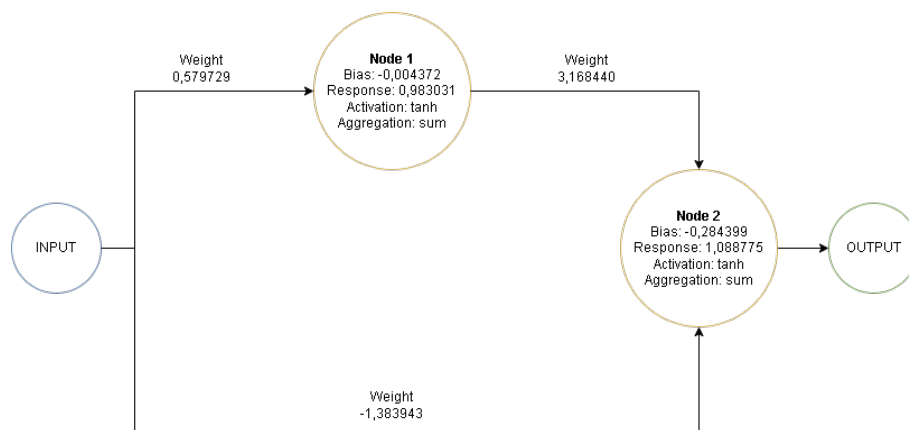 Weight
0,579729
Node 1
Bias: -0,004372
Response: 0,983031
Activation: tanh
Aggregation: sum
Weight
3,168440
INPUT
Node 2
Bias: -0,284399
Response: 1,088775
Activation: tanh
Aggregation: sum
OUTPUT
Weight
-1,383943